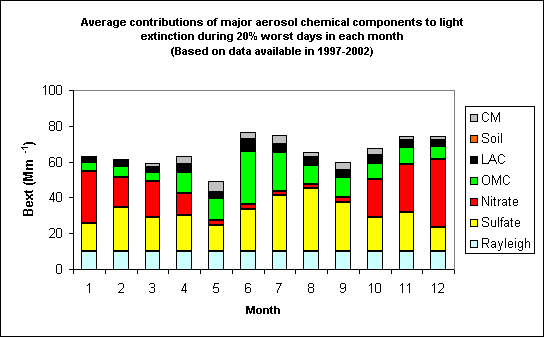 Average contributions of major aerosol chemical components to light
extinction during 20% worst days in each month
(Based on data available in 1997-2002)
100
80
60
40
20
0
Bext (Mm⁻¹)
1 2 3 4 5 6 7 8 9 10 11 12
Month
CM
Soil
LAC
OMC
Nitrate
Sulfate
Rayleigh